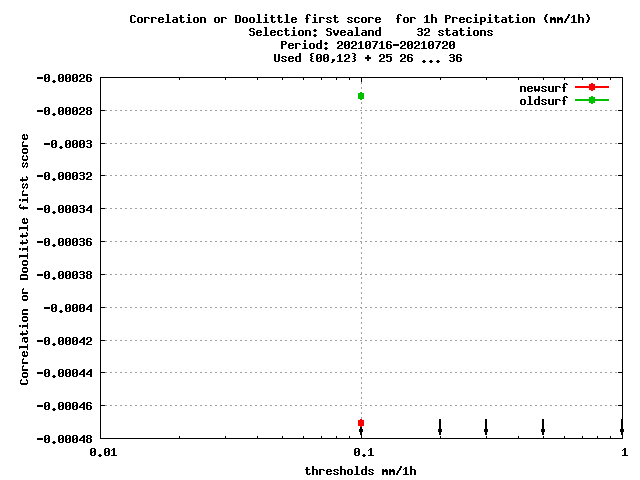 Correlation or Doolittle first score  for 1h Precipitation (mm/1h)
Selection: Svealand     32 stations
Period: 20210716-20210720
Used {00,12} + 25 26 ... 36
newsurf
oldsurf
Correlation or Doolittle first score
-0.00026
-0.00028
-0.0003
-0.00032
-0.00034
-0.00036
-0.00038
-0.0004
-0.00042
-0.00044
-0.00046
-0.00048
0.01
0.1
1
thresholds mm/1h